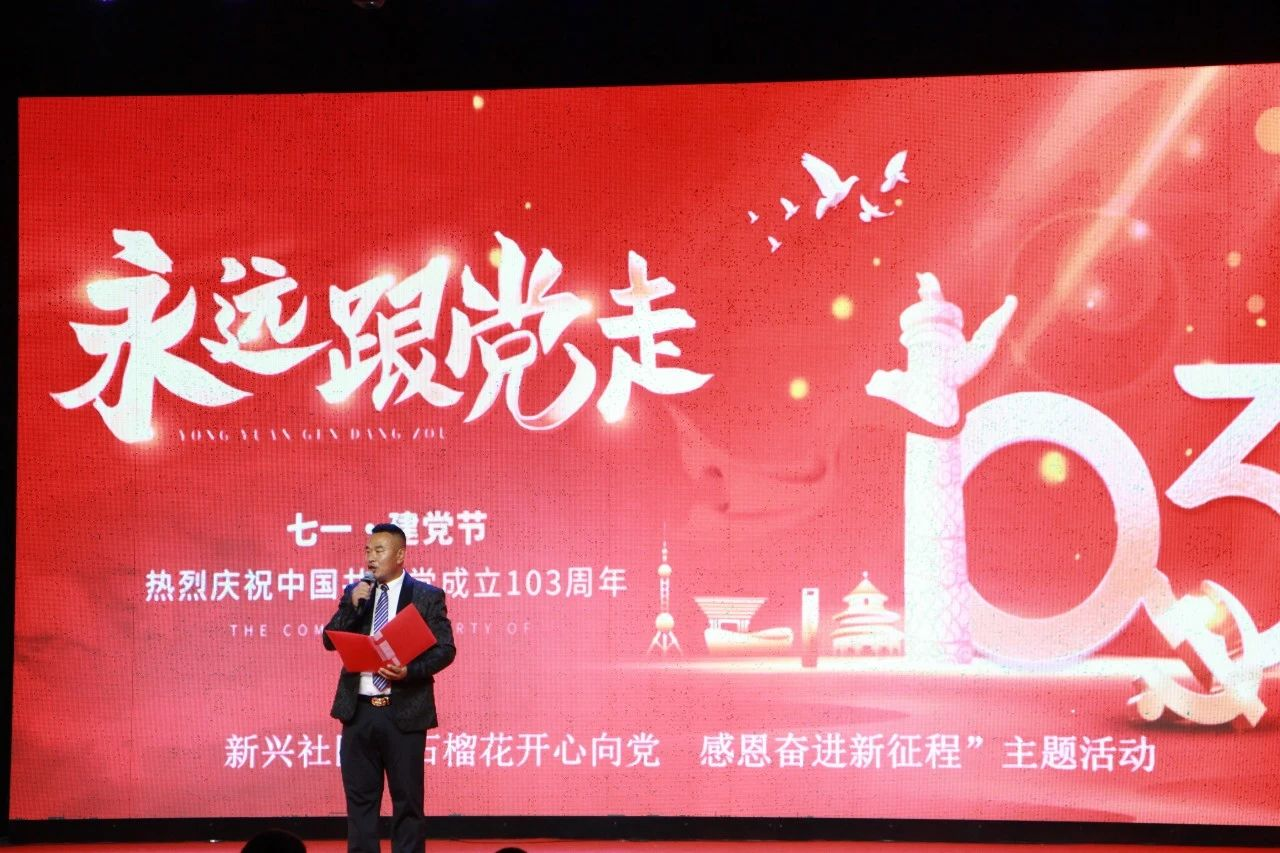 永远跟党走
YONG YUAN GEN DANG ZOU
七一·建党节
热烈庆祝中国共 党成立103周年
THE COM RTY OF
103
新兴社 石榴花开心向党 感恩奋进新征程”主题活动